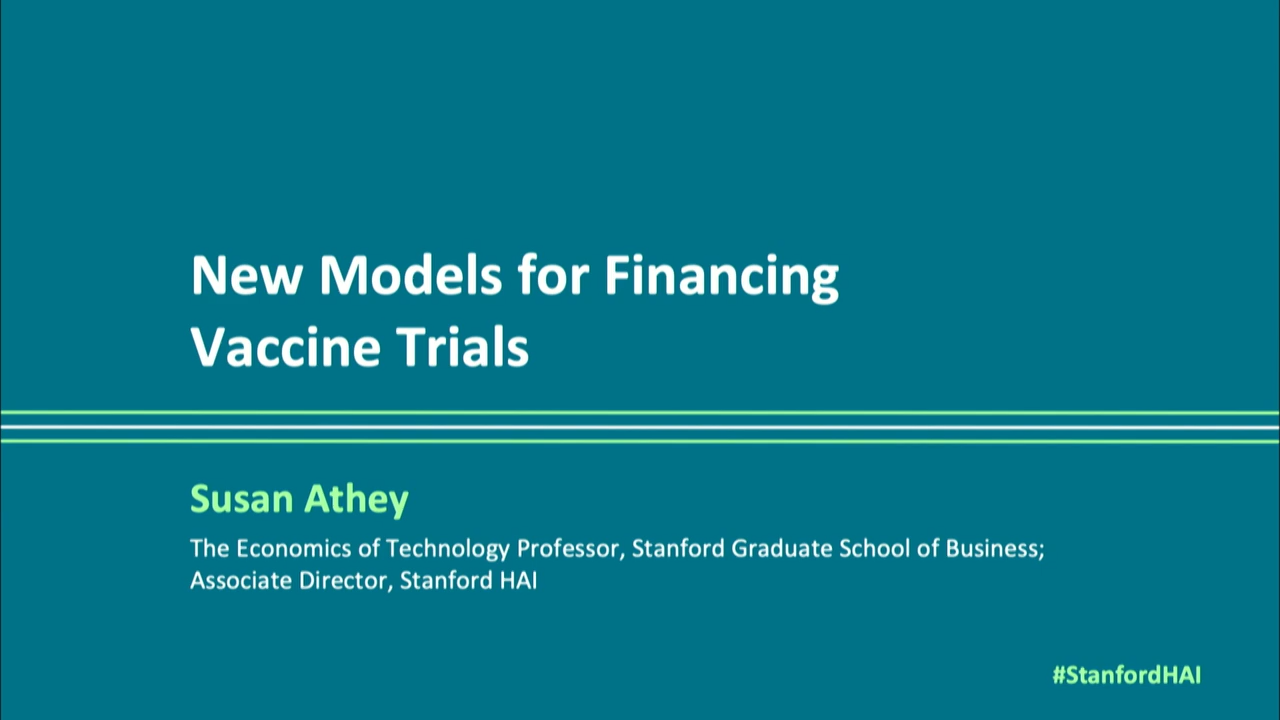 New Models for Financing
Vaccine Trials
Susan Athey
The Economics of Technology Professor, Stanford Graduate School of Business;
Associate Director, Stanford HAI
#StanfordHAI